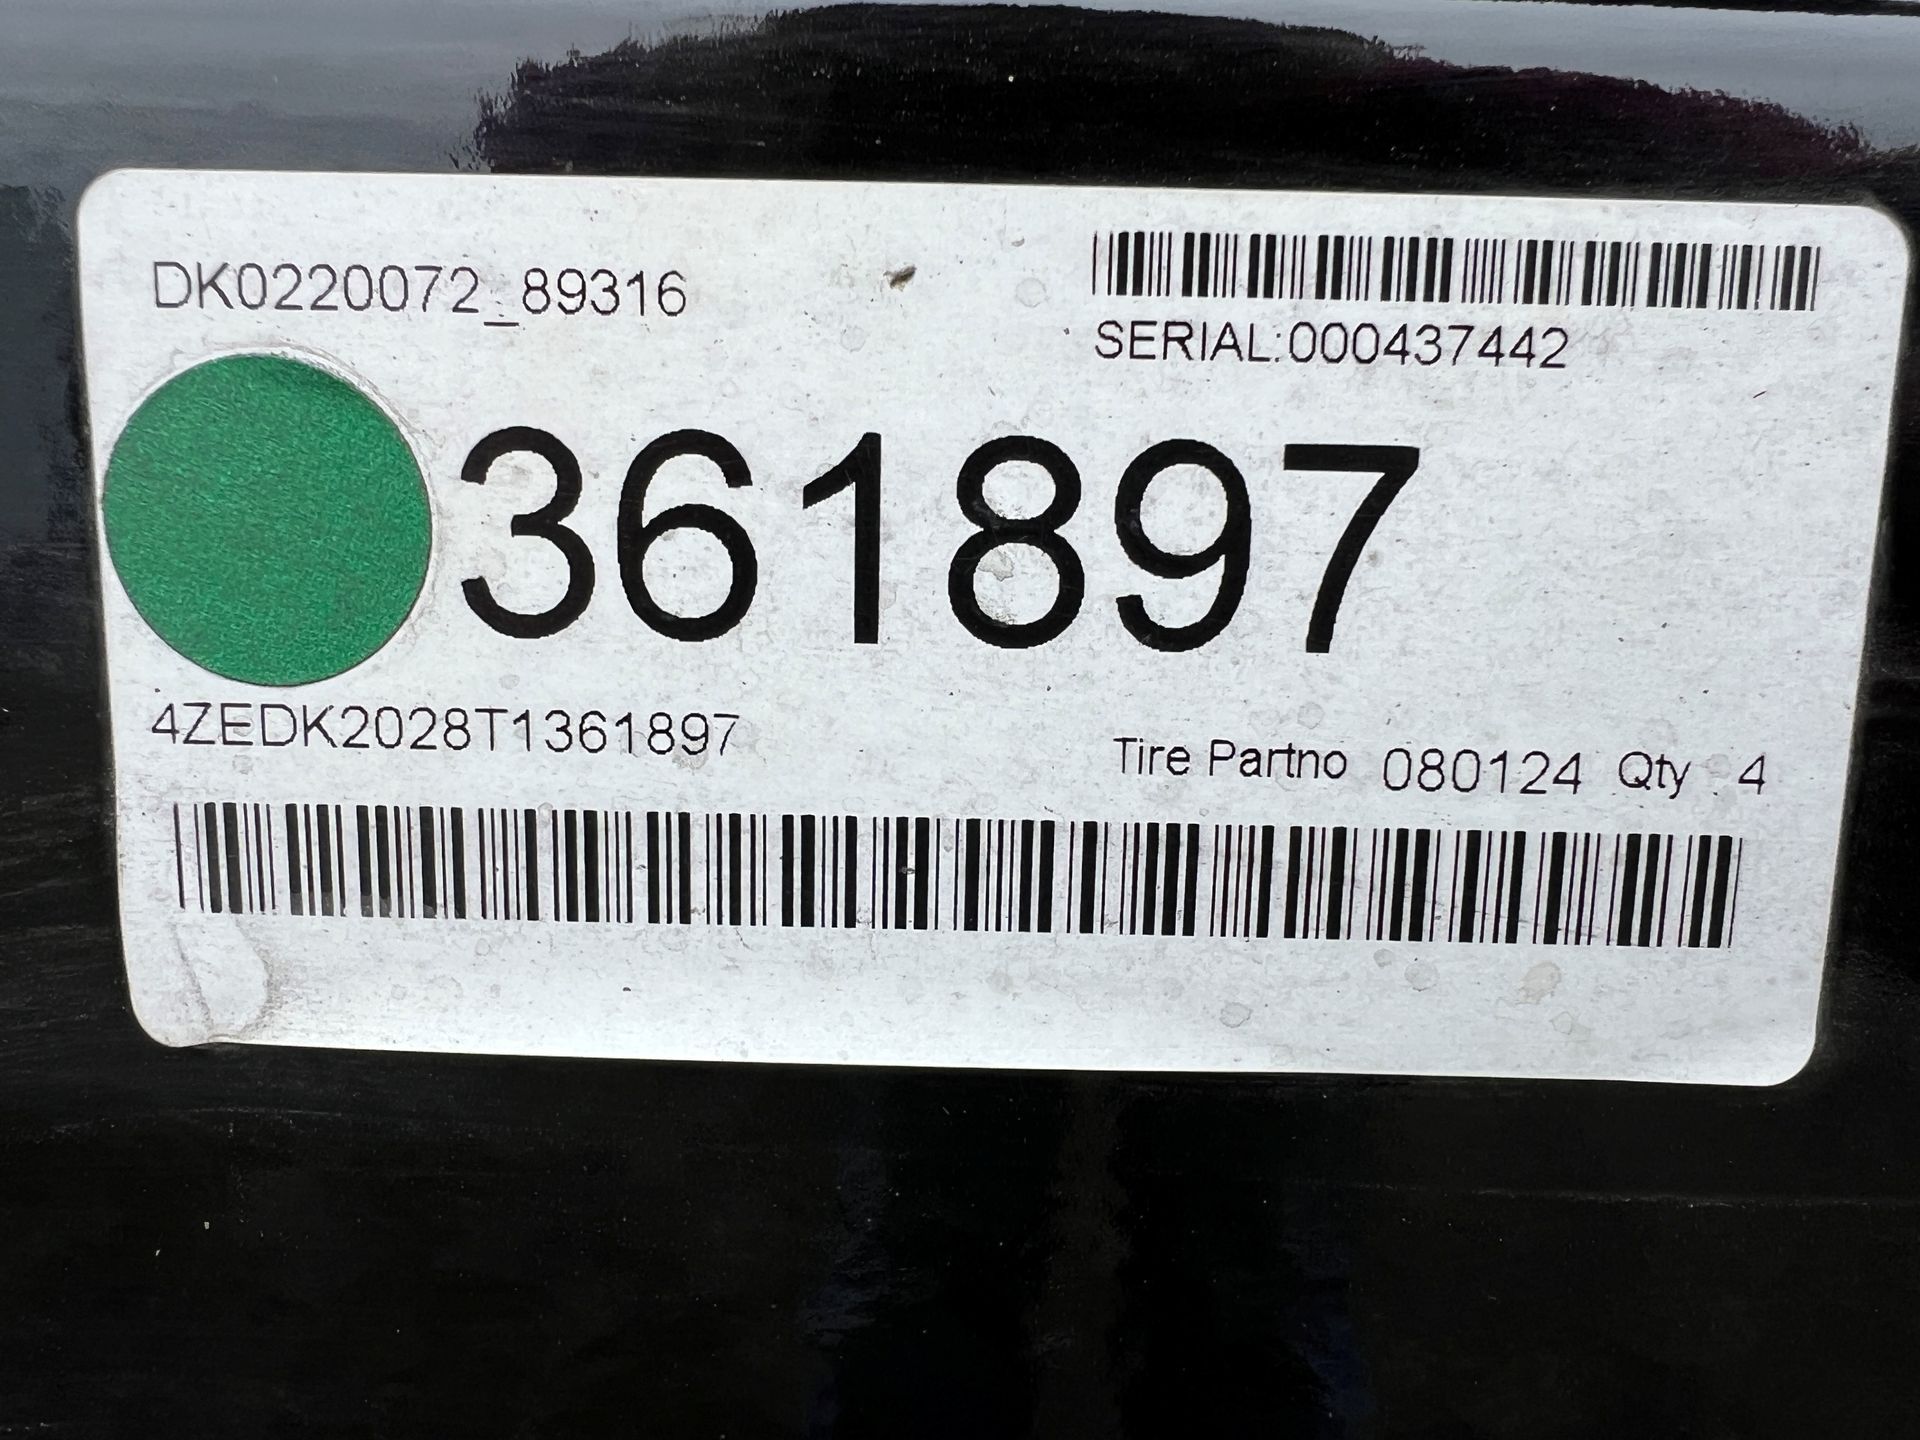 DK0220072_89316
SERIAL:000437442
361897
4ZEDK2028T1361897
Tire Partno 080124 Qty 4